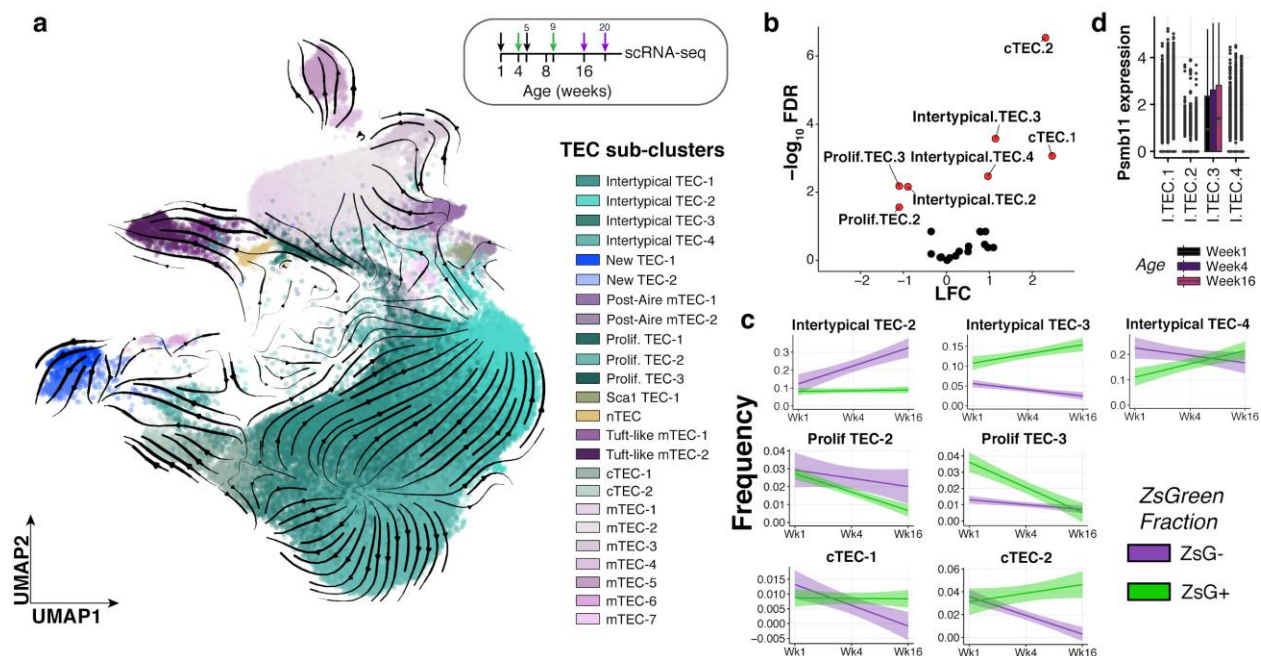 a
5 9 20
scRNA-seq
1 4 8 16
Age (weeks)
TEC sub-clusters
Intertypical TEC-1
Intertypical TEC-2
Intertypical TEC-3
Intertypical TEC-4
New TEC-1
New TEC-2
Post-Aire mTEC-1
Post-Aire mTEC-2
Prolif. TEC-1
Prolif. TEC-2
Prolif. TEC-3
Sca1 TEC-1
nTEC
Tuft-like mTEC-1
Tuft-like mTEC-2
cTEC-1
cTEC-2
mTEC-1
mTEC-2
mTEC-3
mTEC-4
mTEC-5
mTEC-6
mTEC-7
UMAP2
UMAP1
b
−log10 FDR
6
4
2
0
cTEC.2
Intertypical.TEC.3
cTEC.1
Prolif.TEC.3
Intertypical.TEC.4
Intertypical.TEC.2
Prolif.TEC.2
−2 −1 0 1 2
LFC
d
Psmb11 expression
4
2
0
I.TEC.1
I.TEC.2
I.TEC.3
I.TEC.4
Age
Week1
Week4
Week16
c
Frequency
Intertypical TEC-2
0.3
0.2
0.1
0.0
Wk1 Wk4 Wk16
Intertypical TEC-3
0.15
0.10
0.05
0.00
Wk1 Wk4 Wk16
Intertypical TEC-4
0.2
0.1
0.0
Wk1 Wk4 Wk16
Prolif TEC-2
0.04
0.03
0.02
0.01
0.00
Wk1 Wk4 Wk16
Prolif TEC-3
0.04
0.03
0.02
0.01
0.00
Wk1 Wk4 Wk16
cTEC-1
0.015
0.010
0.005
0.000
−0.005
Wk1 Wk4 Wk16
cTEC-2
0.06
0.04
0.02
0.00
Wk1 Wk4 Wk16
ZsGreen
Fraction
ZsG-
ZsG+